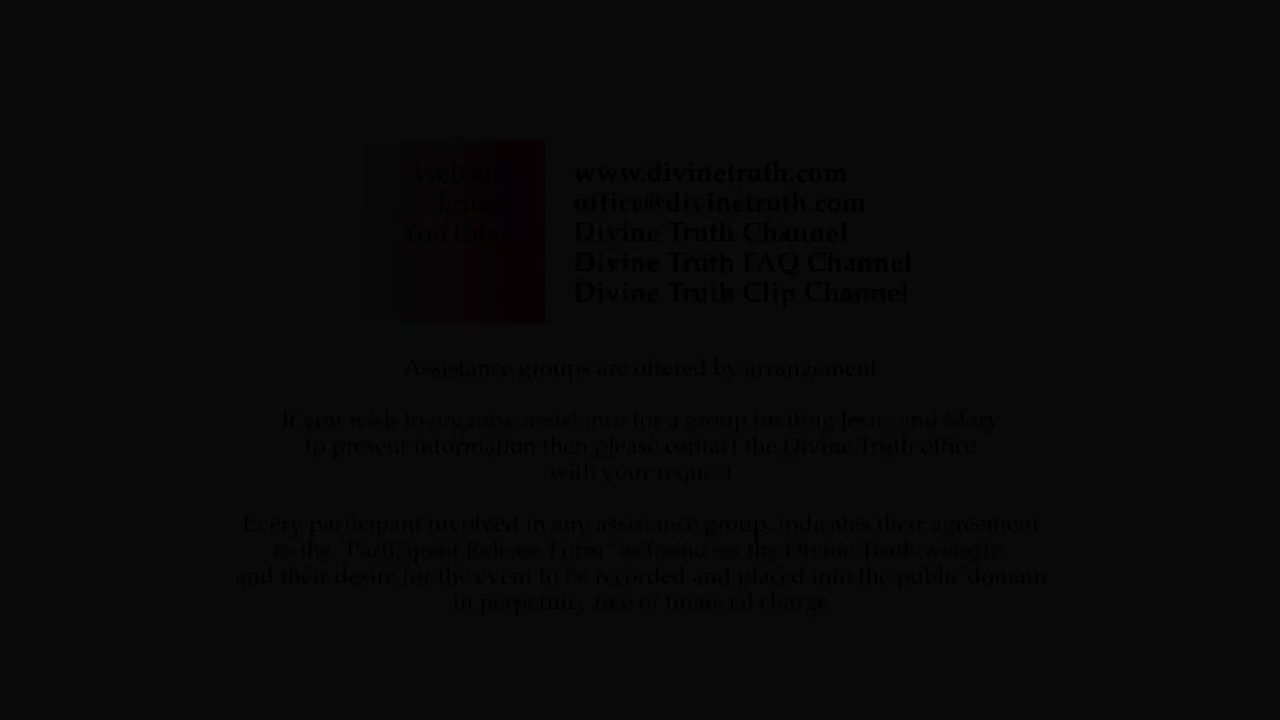 Website www.divinetruth.com
Email office@divinetruth.com
YouTube Divine Truth Channel
Divine Truth FAQ Channel
Divine Truth Clip Channel
Assistance groups are offered by arrangement
If you wish to organise assistance for a group inviting Jesus and Mary
to present information then please contact the Divine Truth office
with your request
Every participant involved in any assistance group, indicates their agreement
to the "Participant Release Form" as found on the Divine Truth website
and their desire for the event to be recorded and placed into the public domain
in perpetuity free of financial charge